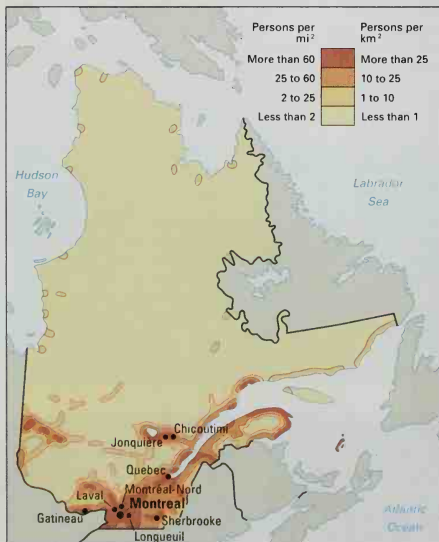 Persons per mi²
Persons per km²
More than 60
More than 25
25 to 60
10 to 25
2 to 25
1 to 10
Less than 2
Less than 1
Hudson
Bay
Labrador
Sea
Chicoutimi
Jonquiere
Quebec
Laval
Montréal-Nord
Montreal
Gatineau
Sherbrooke
Longueuil
Atlantic
Ocean